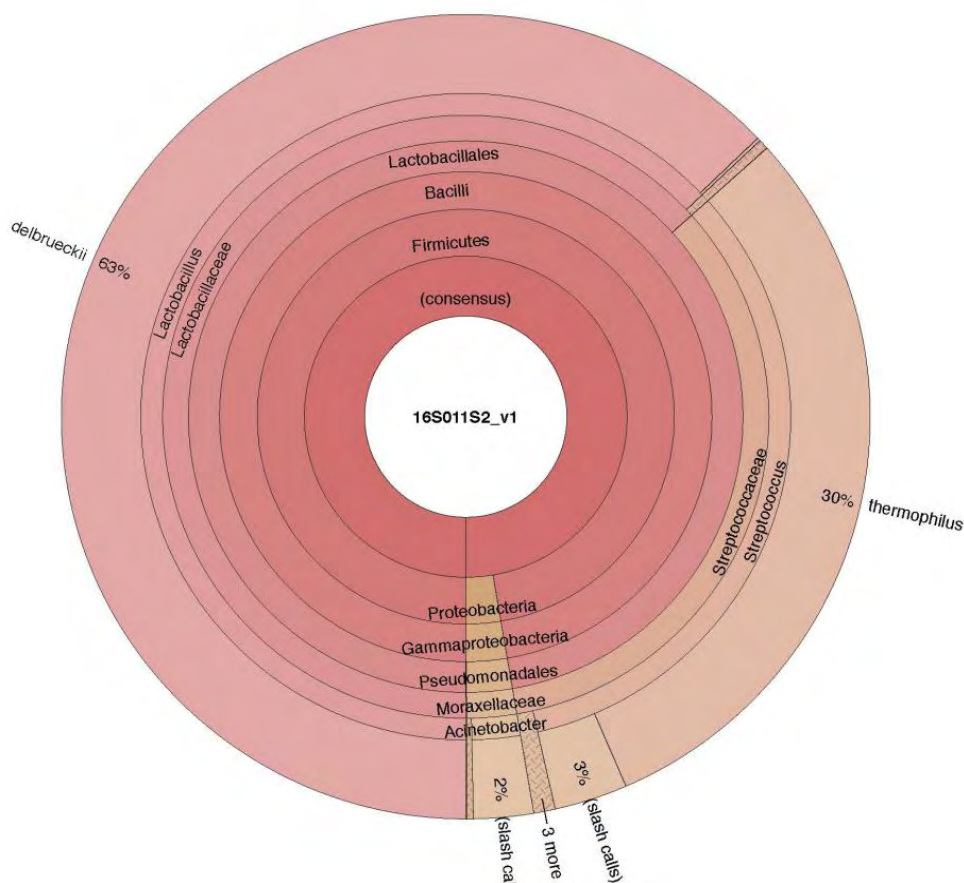 Lactobacillales
Bacilli
Firmicutes
(consensus)
delbrueckii 63%
Lactobacillus
Lactobacillaceae
16S011S2_v1
30% thermophilus
Streptococcaceae
Streptococcus
Proteobacteria
Gammaproteobacteria
Pseudomonadales
Moraxellaceae
Acinetobacter
2% (slash ca
3 more
3% (slash calls)